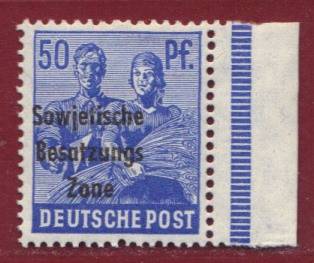 50 Pf.
Sowjetische
Besatzungs
Zone
DEUTSCHE POST